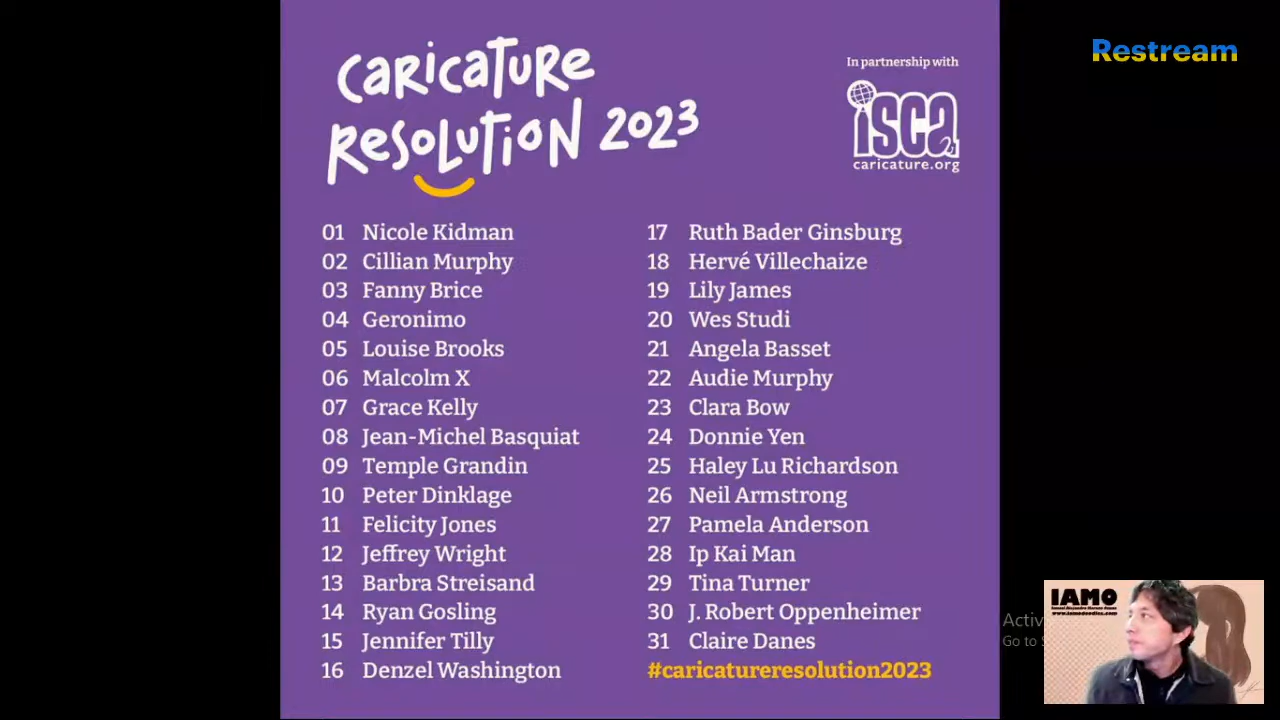 CARICATURE
RESOLUTION 2023
In partnership with
isca
caricature.org
Restream
01 Nicole Kidman
02 Cillian Murphy
03 Fanny Brice
04 Geronimo
05 Louise Brooks
06 Malcolm X
07 Grace Kelly
08 Jean-Michel Basquiat
09 Temple Grandin
10 Peter Dinklage
11 Felicity Jones
12 Jeffrey Wright
13 Barbra Streisand
14 Ryan Gosling
15 Jennifer Tilly
16 Denzel Washington
17 Ruth Bader Ginsburg
18 Hervé Villechaize
19 Lily James
20 Wes Studi
21 Angela Basset
22 Audie Murphy
23 Clara Bow
24 Donnie Yen
25 Haley Lu Richardson
26 Neil Armstrong
27 Pamela Anderson
28 Ip Kai Man
29 Tina Turner
30 J. Robert Oppenheimer
31 Claire Danes
#caricatureresolution2023
Activ
Go to S
IAMO
www.iamodoodles.com